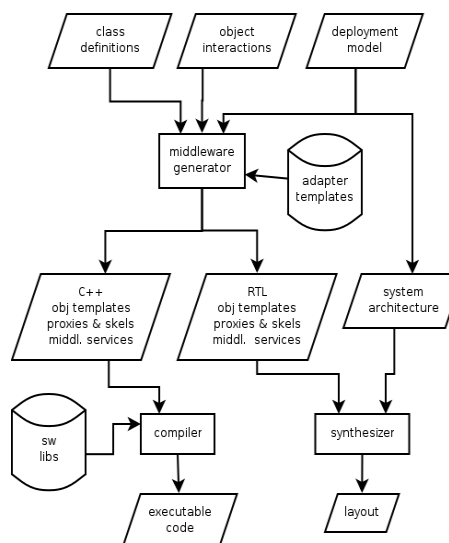 class
definitions
object
interactions
deployment
model
middleware
generator
adapter
templates
C++
obj templates
proxies & skels
middl. services
RTL
obj templates
proxies & skels
middl. services
system
architecture
sw
libs
compiler
synthesizer
executable
code
layout